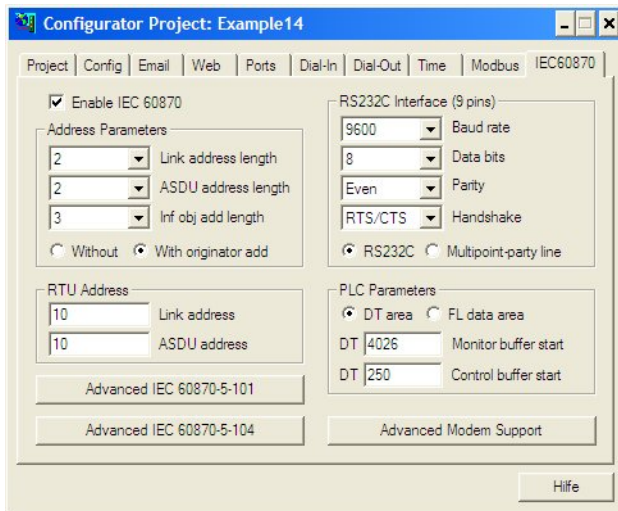 Configurator Project: Example14
Project Config Email Web Ports Dial-In Dial-Out Time Modbus IEC60870
Enable IEC 60870
Address Parameters
2 Link address length
2 ASDU address length
3 Inf obj add length
Without With originator add
RTU Address
10 Link address
10 ASDU address
Advanced IEC 60870-5-101
Advanced IEC 60870-5-104
RS232C Interface (9 pins)
9600 Baud rate
8 Data bits
Even Parity
RTS/CTS Handshake
RS232C Multipoint-party line
PLC Parameters
DT area FL data area
DT 4026 Monitor buffer start
DT 250 Control buffer start
Advanced Modem Support
Hilfe